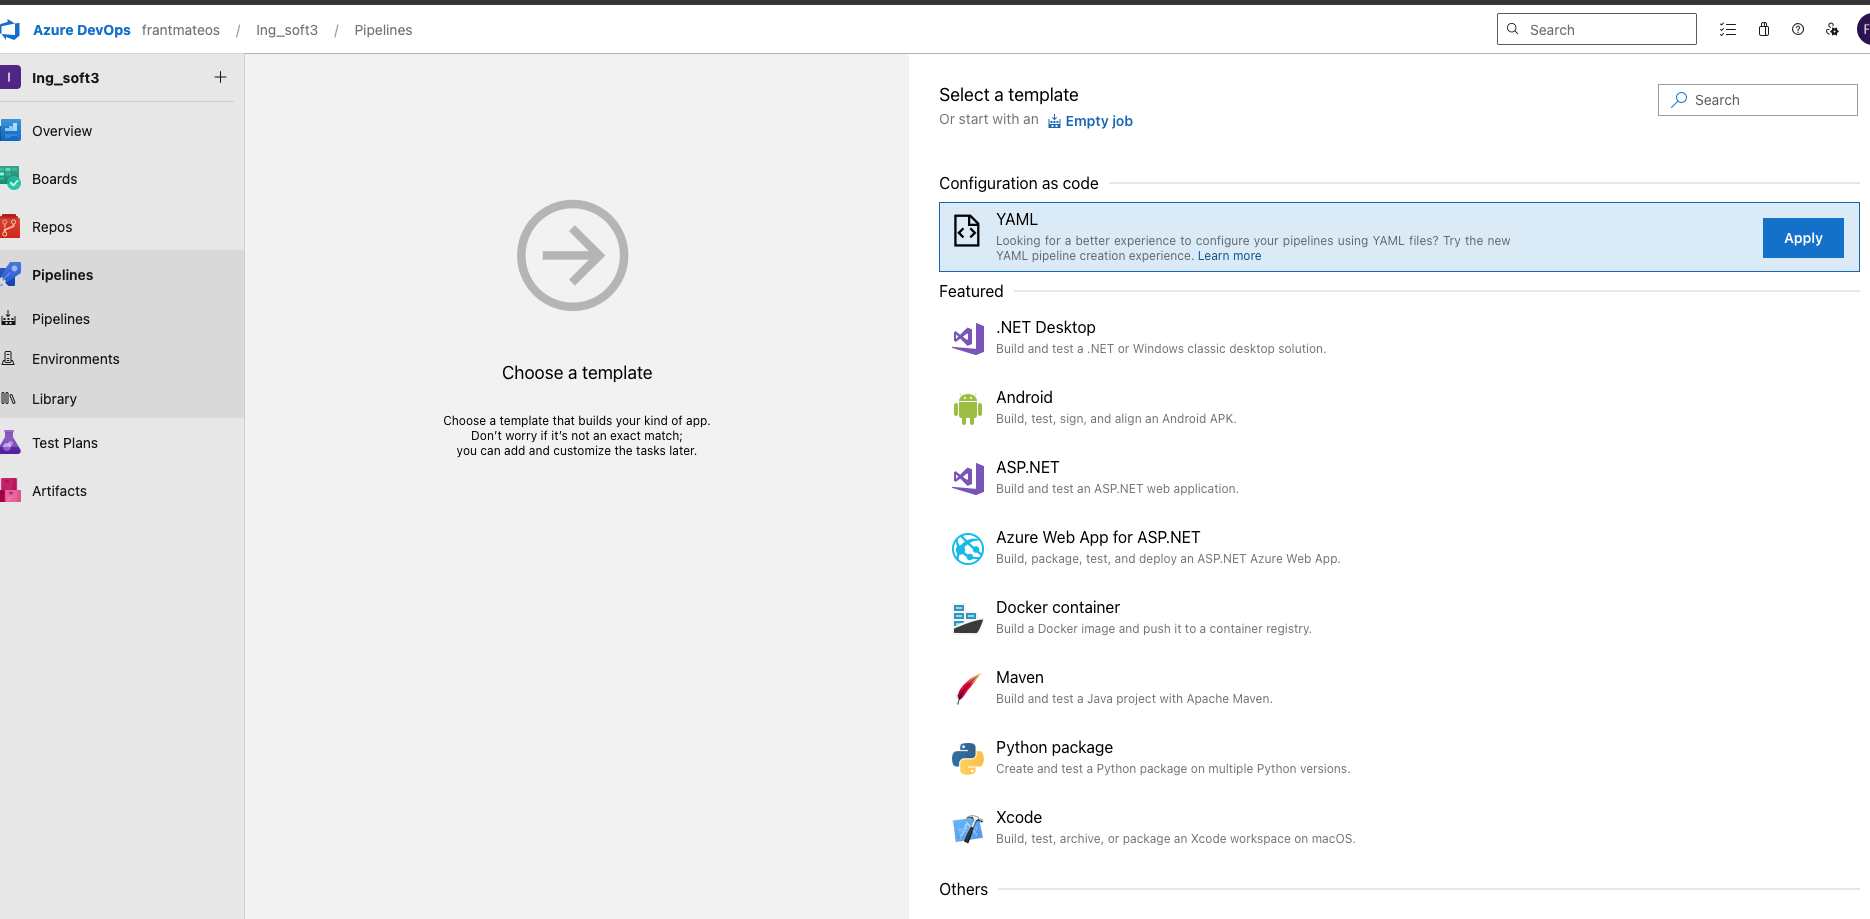 Azure DevOps frantmateos / Ing_soft3 / Pipelines
Search
F
I Ing_soft3
Overview
Boards
Repos
Pipelines
Pipelines
Environments
Library
Test Plans
Artifacts
Choose a template
Choose a template that builds your kind of app.
Don't worry if it's not an exact match;
you can add and customize the tasks later.
Select a template
Or start with an Empty job
Search
Configuration as code
YAML
Looking for a better experience to configure your pipelines using YAML files? Try the new
YAML pipeline creation experience. Learn more
Apply
Featured
.NET Desktop
Build and test a .NET or Windows classic desktop solution.
Android
Build, test, sign, and align an Android APK.
ASP.NET
Build and test an ASP.NET web application.
Azure Web App for ASP.NET
Build, package, test, and deploy an ASP.NET Azure Web App.
Docker container
Build a Docker image and push it to a container registry.
Maven
Build and test a Java project with Apache Maven.
Python package
Create and test a Python package on multiple Python versions.
Xcode
Build, test, archive, or package an Xcode workspace on macOS.
Others